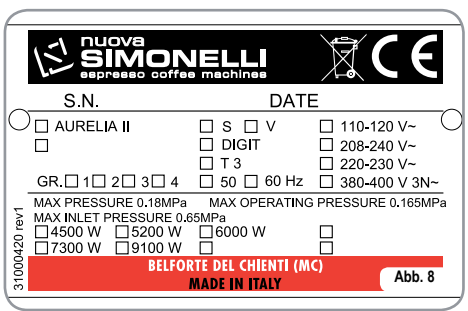 nuova
SIMONELLI
espresso coffee machines
CE
S.N. DATE
AURELIA II S V 110-120 V~
DIGIT 208-240 V~
T 3 220-230 V~
GR. 1 2 3 4 50 60 Hz 380-400 V 3N~
MAX PRESSURE 0.18MPa MAX OPERATING PRESSURE 0.165MPa
MAX INLET PRESSURE 0.65MPa
4500 W 5200 W 6000 W
7300 W 9100 W
BELFORTE DEL CHIENTI (MC)
MADE IN ITALY
Abb. 8
31000420 rev1